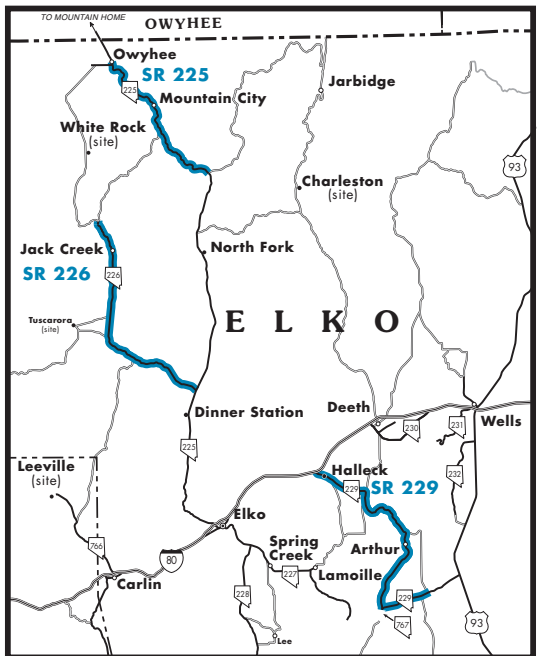 TO MOUNTAIN HOME
OWYHEE
Owyhee
SR 225
225
Mountain City
Jarbidge
White Rock
(site)
93
Charleston
(site)
Jack Creek
North Fork
SR 226
226
ELKO
Tuscarora
(site)
Dinner Station
Deeth
230
231
Wells
225
Leeville
(site)
Halleck
SR 229
229
232
Elko
766
80
Spring
Creek
Arthur
Carlin
227
Lamoille
228
229
767
93
Lee